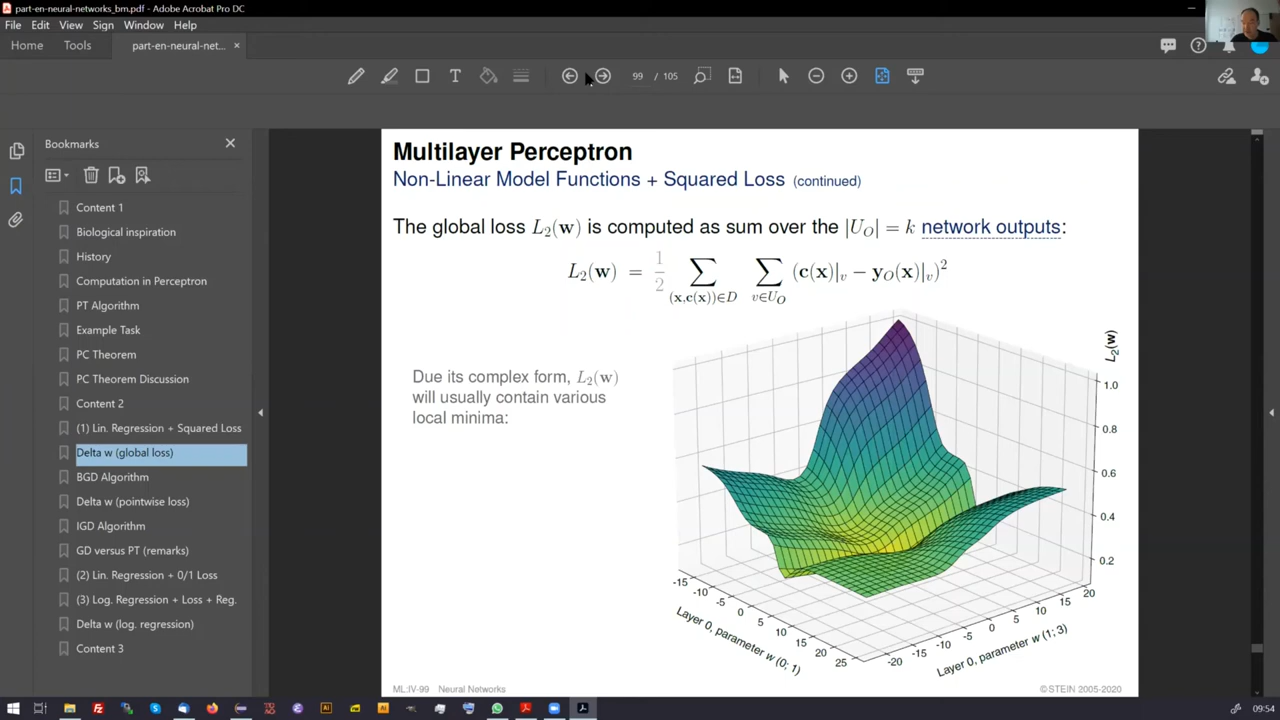 part-en-neural-networks_bm.pdf - Adobe Acrobat Pro DC
File Edit View Sign Window Help
Home Tools part-en-neural-net... ×
99 / 105
Bookmarks
Content 1
Biological inspiration
History
Computation in Perceptron
PT Algorithm
Example Task
PC Theorem
PC Theorem Discussion
Content 2
(1) Lin. Regression + Squared Loss
Delta w (global loss)
BGD Algorithm
Delta w (pointwise loss)
IGD Algorithm
GD versus PT (remarks)
(2) Lin. Regression + 0/1 Loss
(3) Log. Regression + Loss + Reg.
Delta w (log. regression)
Content 3
Multilayer Perceptron
Non-Linear Model Functions + Squared Loss (continued)
The global loss L₂(w) is computed as sum over the |U_O| = k network outputs:
L₂(w) = 1/2 ∑_{(x,c(x))∈D} ∑_{v∈U_O} (c(x)|_v − y_O(x)|_v)²
Due its complex form, L₂(w)
will usually contain various
local minima:
L₂(w)
1.0
0.8
0.6
0.4
0.2
-15 -10 -5 0 5 10 15 20 25
Layer 0, parameter w (0; 1)
-20 -15 -10 -5 0 5 10 15 20
Layer 0, parameter w (1; 3)
ML:IV-99 Neural Networks
© STEIN 2005-2020
09:54